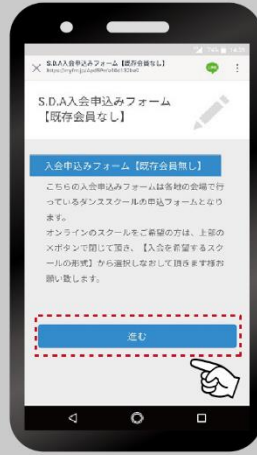 S.D.A入会申込みフォーム【既存会員なし】
S.D.A入会申込みフォーム
【既存会員なし】
入会申込みフォーム【既存会員無し】
こちらの入会申込みフォームは各地の会場で行
っているダンススクールの申込フォームとなり
ます。
オンラインのスクールをご希望の方は、上部の
×ボタンで閉じて頂き、【入会を希望するスク
ールの形式】から選択しなおして頂きます様お
願い致します。
進む